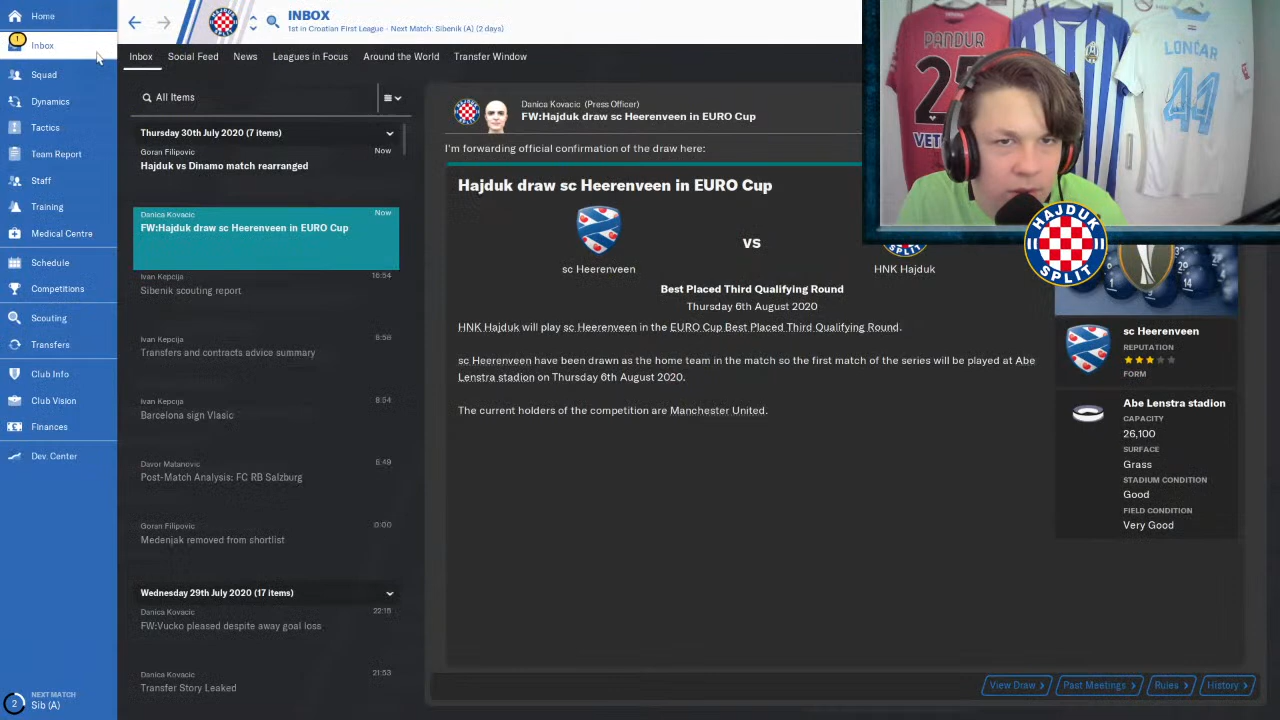 Home
1
Inbox
Squad
Dynamics
Tactics
Team Report
Staff
Training
Medical Centre
Schedule
Competitions
Scouting
Transfers
Club Info
Club Vision
Finances
Dev. Center
2
NEXT MATCH
Sib (A)
INBOX
1st in Croatian First League - Next Match: Sibenik (A) (2 days)
Inbox Social Feed News Leagues in Focus Around the World Transfer Window
All Items
Thursday 30th July 2020 (7 items)
Goran Filipovic Now
Hajduk vs Dinamo match rearranged
Danica Kovacic Now
FW:Hajduk draw sc Heerenveen in EURO Cup
Ivan Kepcija 16:54
Sibenik scouting report
Ivan Kepcija 8:56
Transfers and contracts advice summary
Ivan Kepcija 8:54
Barcelona sign Vlasic
Davor Matanovic 8:49
Post-Match Analysis: FC RB Salzburg
Goran Filipovic 0:00
Medenjak removed from shortlist
Wednesday 29th July 2020 (17 items)
Danica Kovacic 22:15
FW:Vucko pleased despite away goal loss
Danica Kovacic 21:53
Transfer Story Leaked
Danica Kovacic (Press Officer)
FW:Hajduk draw sc Heerenveen in EURO Cup
I'm forwarding official confirmation of the draw here:
Hajduk draw sc Heerenveen in EURO Cup
vs
sc Heerenveen HNK Hajduk
Best Placed Third Qualifying Round
Thursday 6th August 2020
HNK Hajduk will play sc Heerenveen in the EURO Cup Best Placed Third Qualifying Round.
sc Heerenveen have been drawn as the home team in the match so the first match of the series will be played at Abe
Lenstra stadion on Thursday 6th August 2020.
The current holders of the competition are Manchester United.
sc Heerenveen
REPUTATION
FORM
Abe Lenstra stadion
CAPACITY
26,100
SURFACE
Grass
STADIUM CONDITION
Good
FIELD CONDITION
Very Good
View Draw Past Meetings Rules History
PANDUR
LONČAR
41
HAJDUK
SPLIT